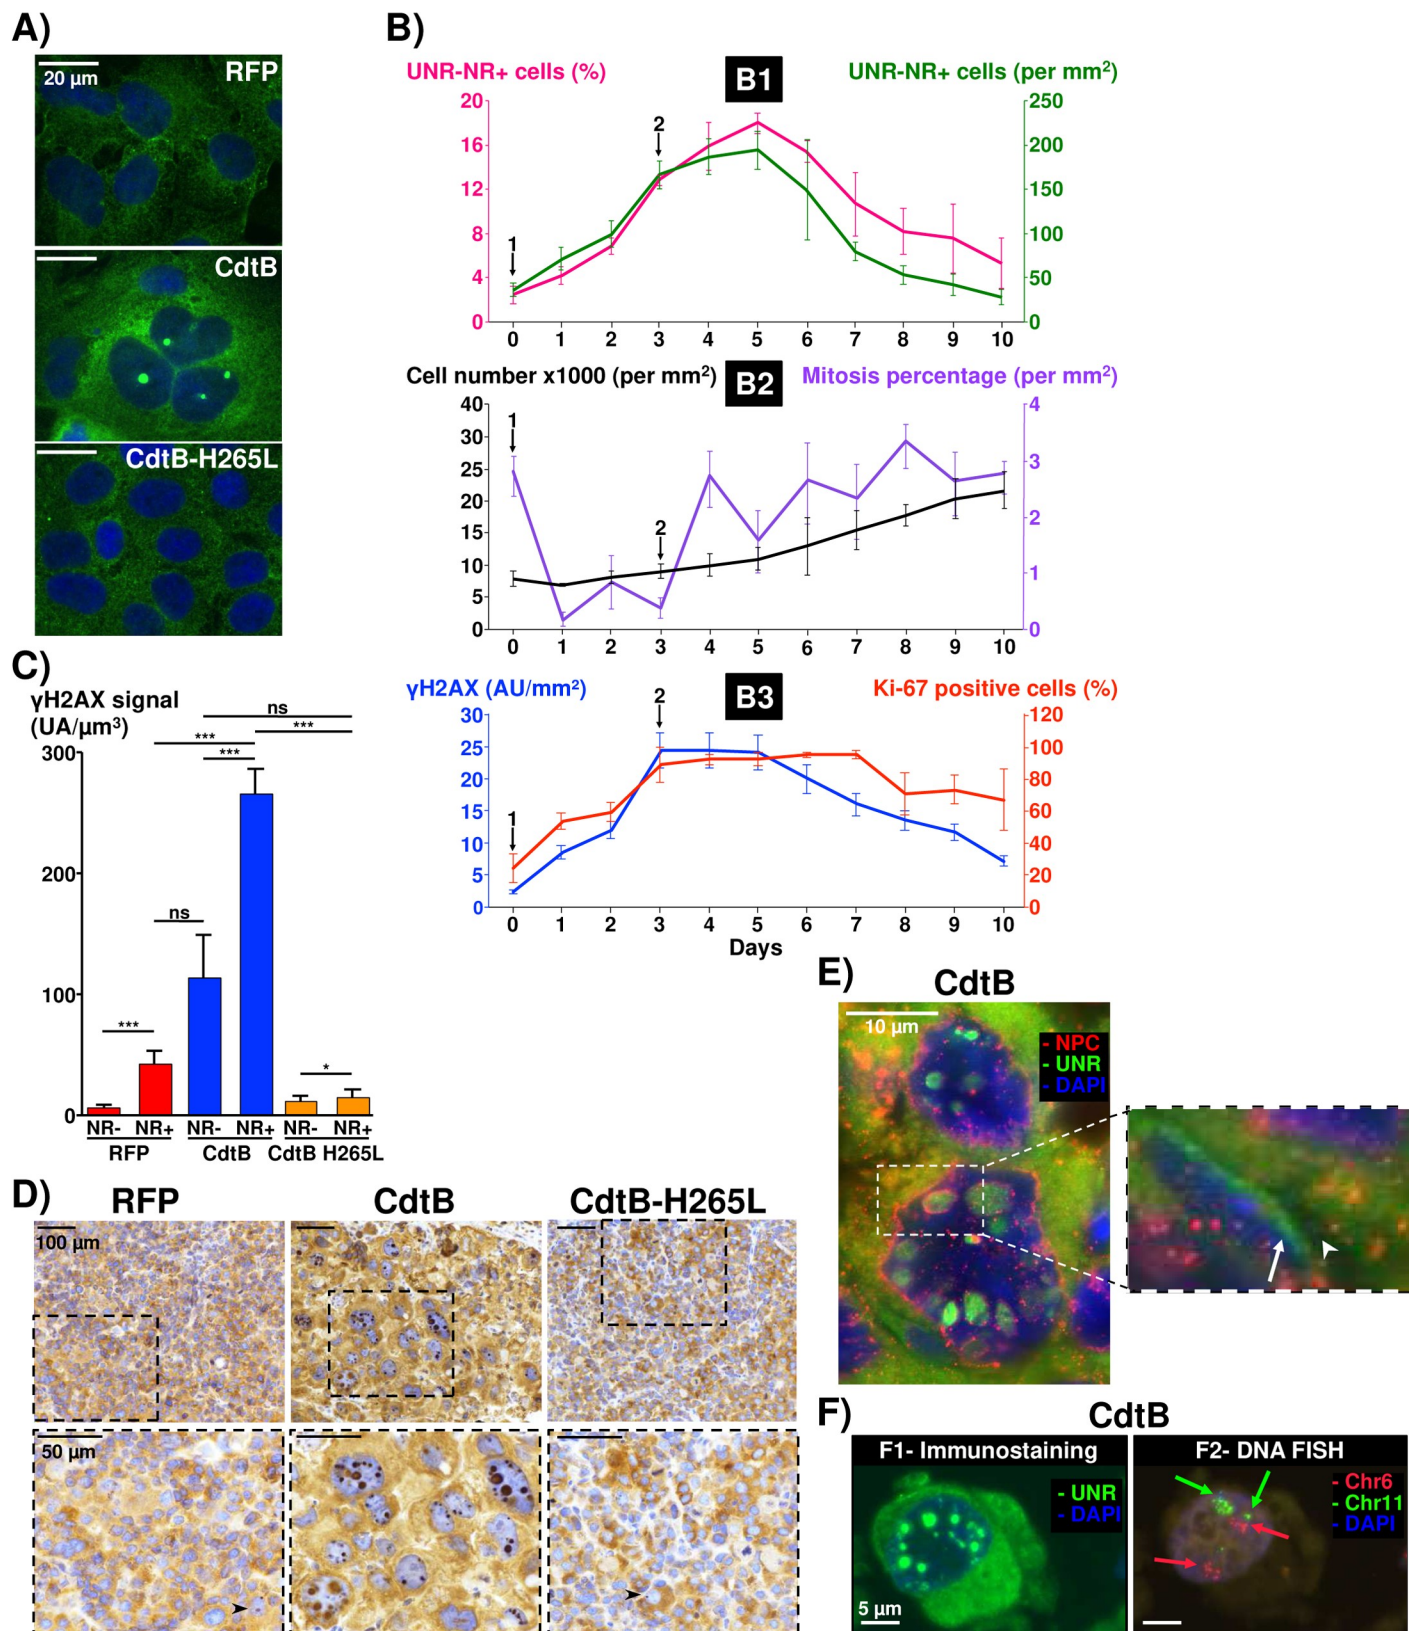 A)
RFP
20 µm
CdtB
CdtB-H265L
B)
UNR-NR+ cells (%)
B1
UNR-NR+ cells (per mm²)
20
16
12
8
4
0
250
200
150
100
50
0
1
2
0 1 2 3 4 5 6 7 8 9 10
Cell number x1000 (per mm²)
B2
Mitosis percentage (per mm²)
40
30
30
25
20
15
10
5
0
4
3
2
1
0
1
2
0 1 2 3 4 5 6 7 8 9 10
γH2AX (AU/mm²)
B3
Ki-67 positive cells (%)
30
25
20
15
10
5
0
120
100
80
60
40
20
0
1
2
0 1 2 3 4 5 6 7 8 9 10
Days
C)
γH2AX signal
(UA/µm³)
300
200
100
0
ns
***
***
***
ns
***
*
NR- NR+ NR- NR+ NR- NR+
RFP CdtB CdtB H265L
D)
RFP CdtB CdtB-H265L
100 µm
50 µm
E)
CdtB
10 µm
- NPC
- UNR
- DAPI
F)
CdtB
F1- Immunostaining
- UNR
- DAPI
5 µm
F2- DNA FISH
- Chr6
- Chr11
- DAPI